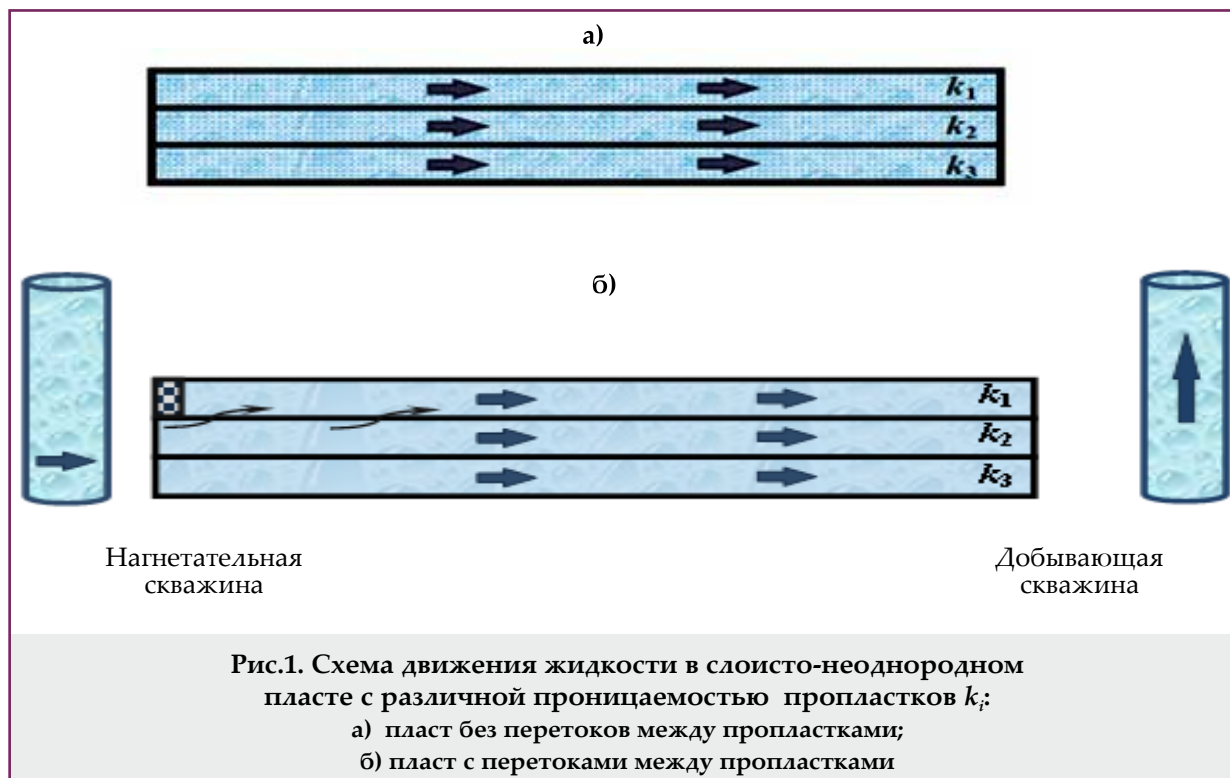 а)
k₁
k₂
k₃
б)
k₁
k₂
k₃
Нагнетательная
скважина
Добывающая
скважина
Рис.1. Схема движения жидкости в слоисто-неоднородном
пласте с различной проницаемостью пропластков kᵢ:
а) пласт без перетоков между пропластками;
б) пласт с перетоками между пропластками